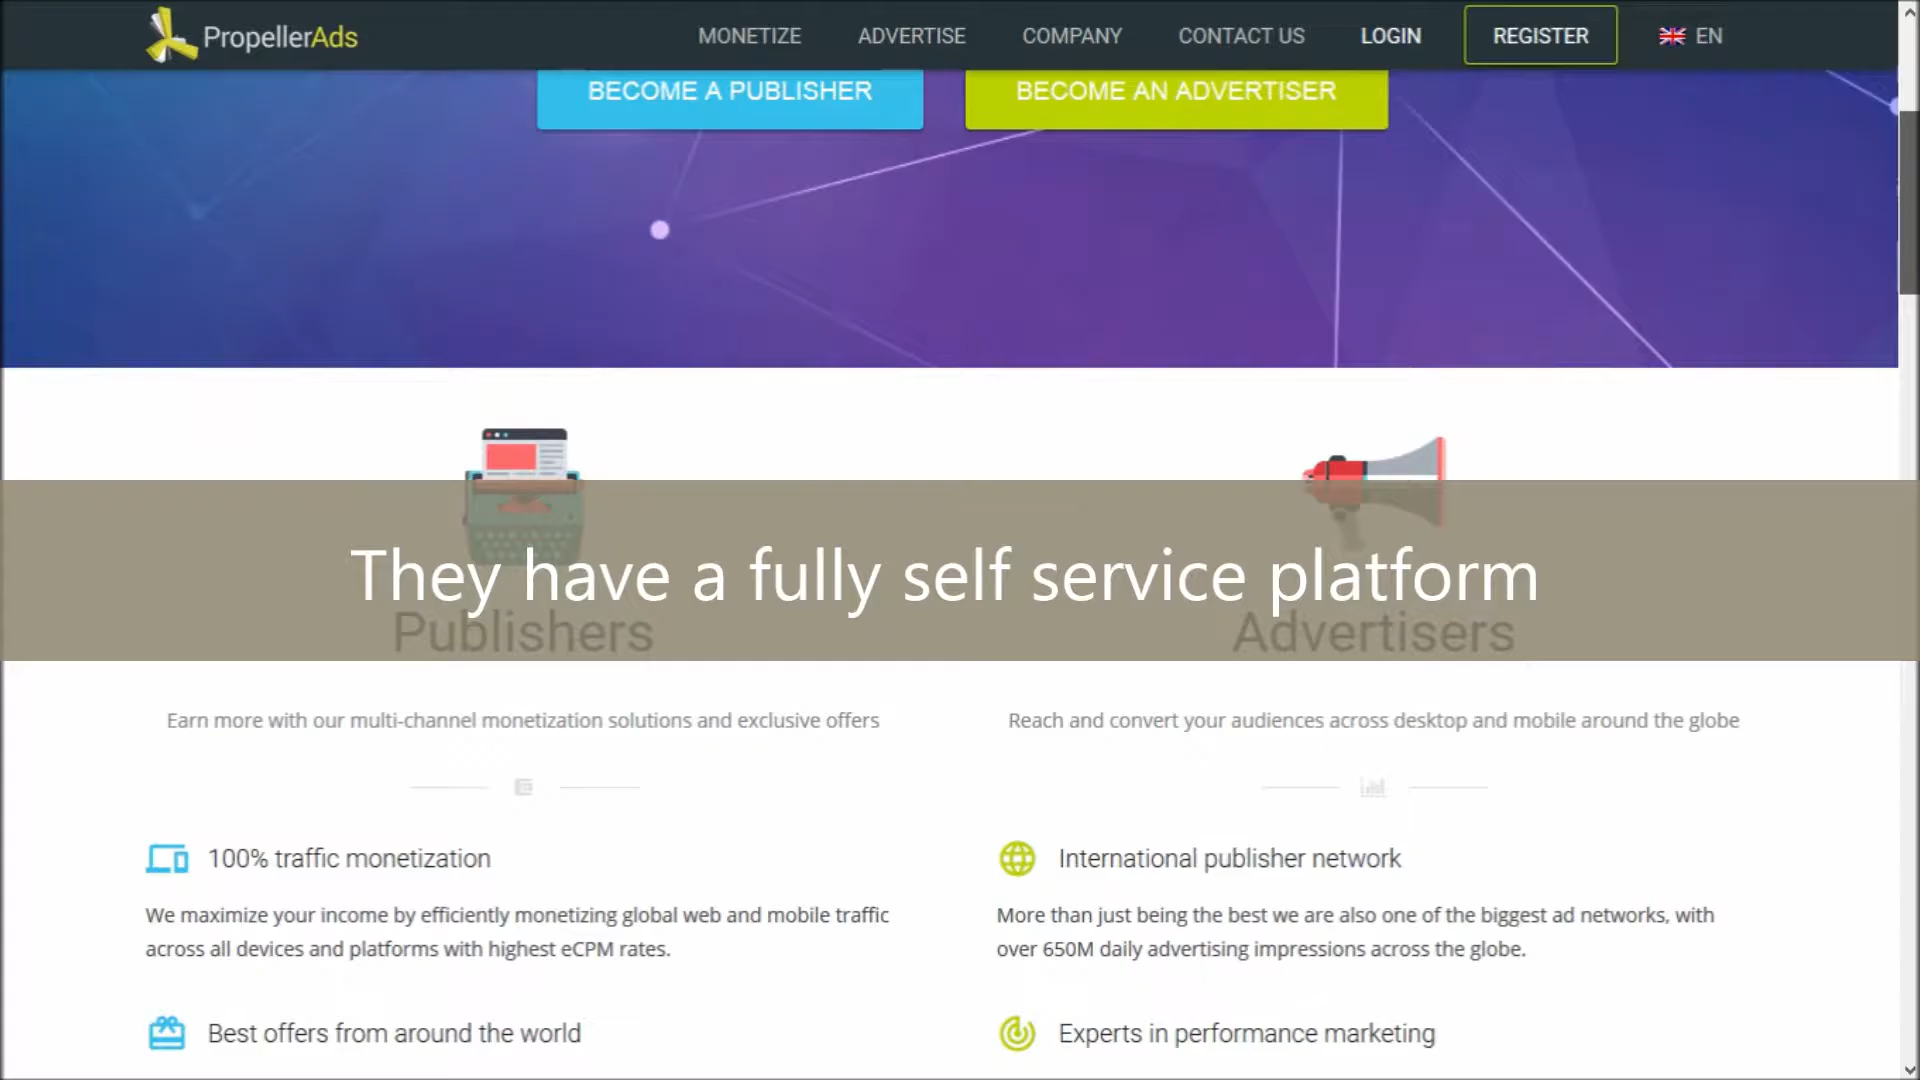 PropellerAds
MONETIZE
ADVERTISE
COMPANY
CONTACT US
LOGIN
REGISTER
EN
BECOME A PUBLISHER
BECOME AN ADVERTISER
They have a fully self service platform
Publishers
Earn more with our multi-channel monetization solutions and exclusive offers
100% traffic monetization
We maximize your income by efficiently monetizing global web and mobile traffic
across all devices and platforms with highest eCPM rates.
Best offers from around the world
Advertisers
Reach and convert your audiences across desktop and mobile around the globe
International publisher network
More than just being the best we are also one of the biggest ad networks, with
over 650M daily advertising impressions across the globe.
Experts in performance marketing